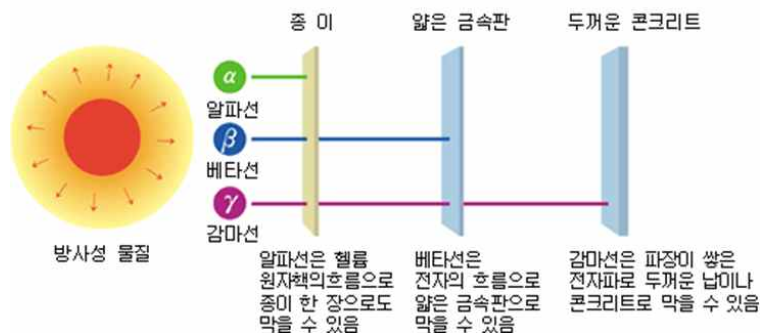 종 이
얇은 금속판
두꺼운 콘크리트
α
알파선
β
베타선
γ
감마선
방사성 물질
알파선은 헬륨
원자핵의흐름으로
종이 한 장으로도
막을 수 있음
베타선은
전자의 흐름으로
얇은 금속판으로
막을 수 있음
감마선은 파장이 짧은
전자파로 두꺼운 납이나
콘크리트로 막을 수 있음